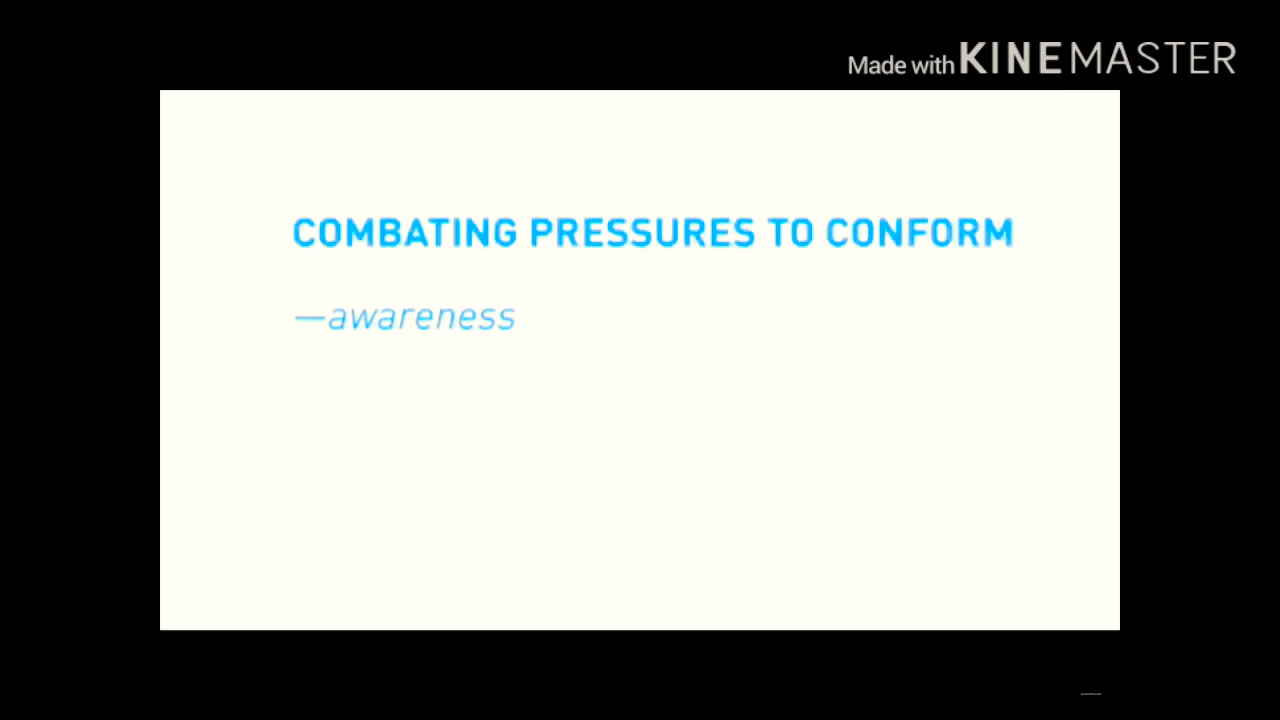 Made with KINEMASTER
COMBATING PRESSURES TO CONFORM
—awareness